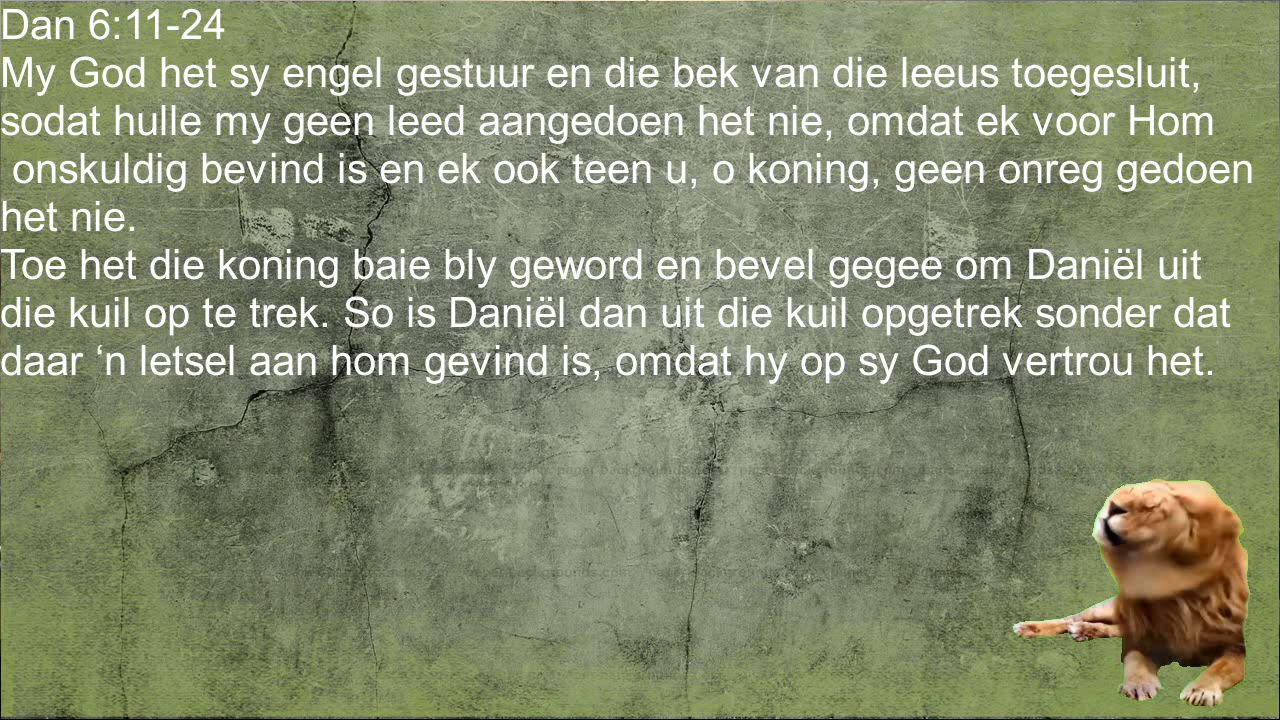 Dan 6:11-24
My God het sy engel gestuur en die bek van die leeus toegesluit,
sodat hulle my geen leed aangedoen het nie, omdat ek voor Hom
onskuldig bevind is en ek ook teen u, o koning, geen onreg gedoen
het nie.
Toe het die koning baie bly geword en bevel gegee om Daniël uit
die kuil op te trek. So is Daniël dan uit die kuil opgetrek sonder dat
daar ‘n letsel aan hom gevind is, omdat hy op sy God vertrou het.